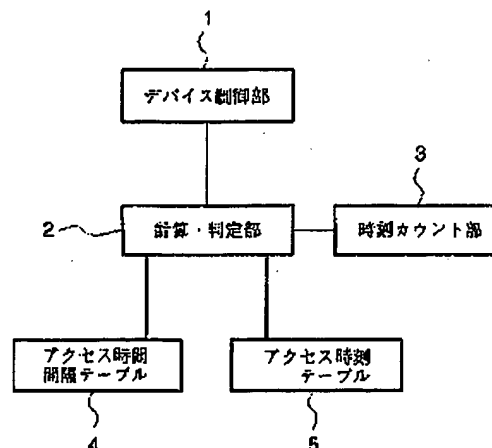 1
デバイス制御部
3
2
計算・判定部
時刻カウント部
アクセス時間
間隔テーブル
アクセス時刻
テーブル
4
5